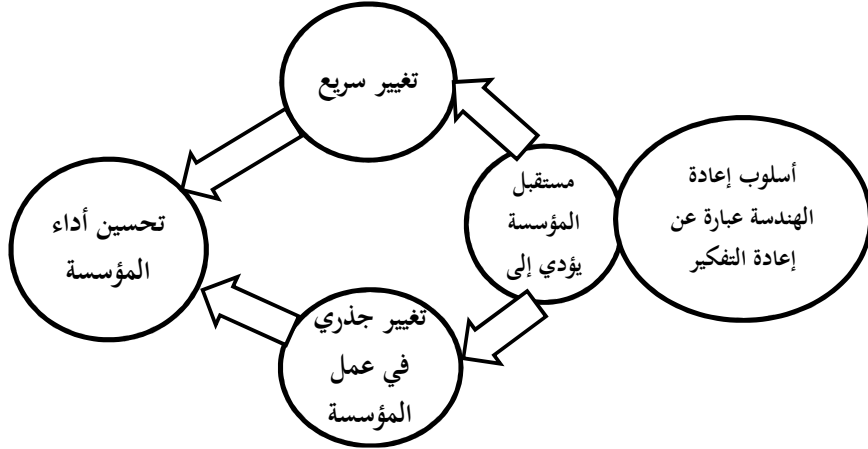 أسلوب إعادة
الهندسة عبارة عن
إعادة التفكير
مستقبل
المؤسسة
يؤدي إلى
تغيير سريع
تغيير جذري
في عمل
المؤسسة
تحسين أداء
المؤسسة